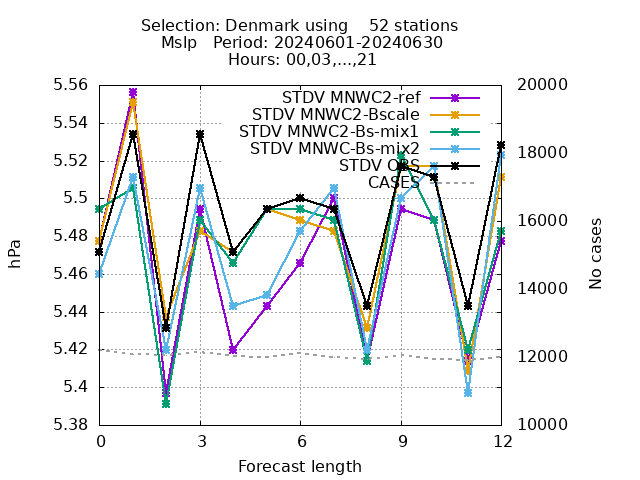 Selection: Denmark using    52 stations
Mslp   Period: 20240601-20240630
Hours: 00,03,...,21
STDV MNWC2-ref
STDV MNWC2-Bscale
STDV MNWC2-Bs-mix1
STDV MNWC-Bs-mix2
STDV OBS
CASES
5.56
5.54
5.52
5.5
5.48
5.46
5.44
5.42
5.4
5.38
hPa
20000
18000
16000
14000
12000
10000
No cases
0 3 6 9 12
Forecast length